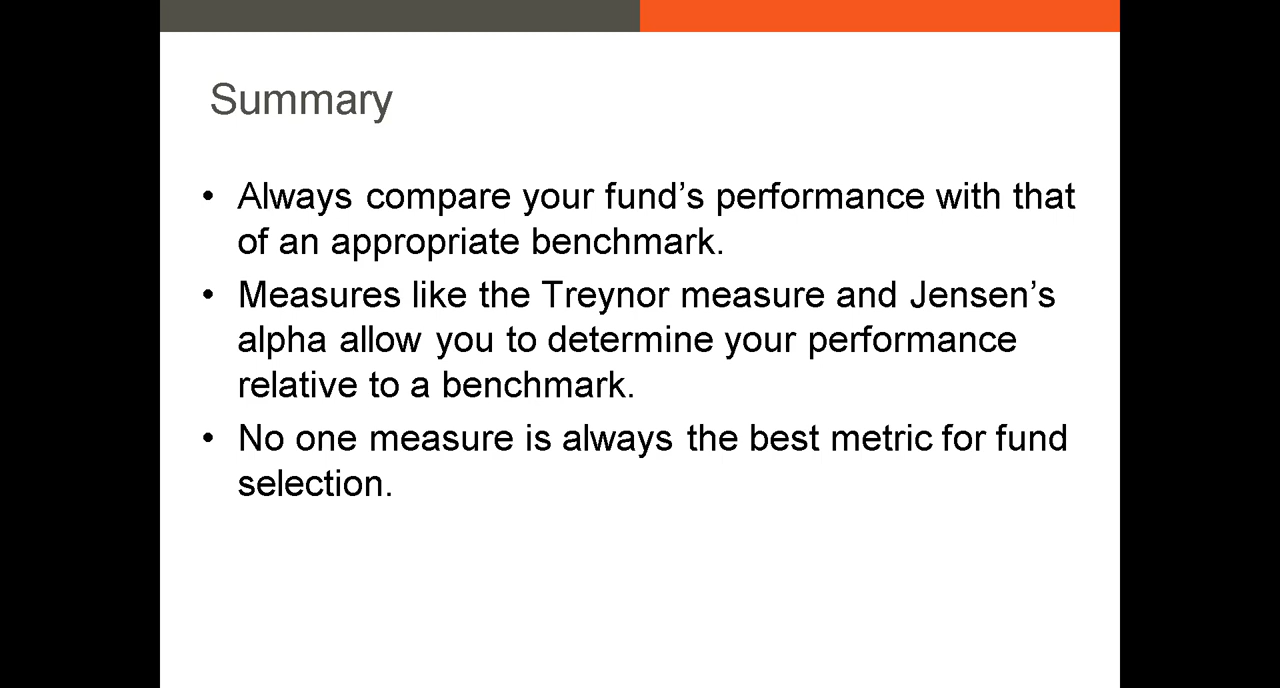 Summary
• Always compare your fund’s performance with that
of an appropriate benchmark.
• Measures like the Treynor measure and Jensen’s
alpha allow you to determine your performance
relative to a benchmark.
• No one measure is always the best metric for fund
selection.